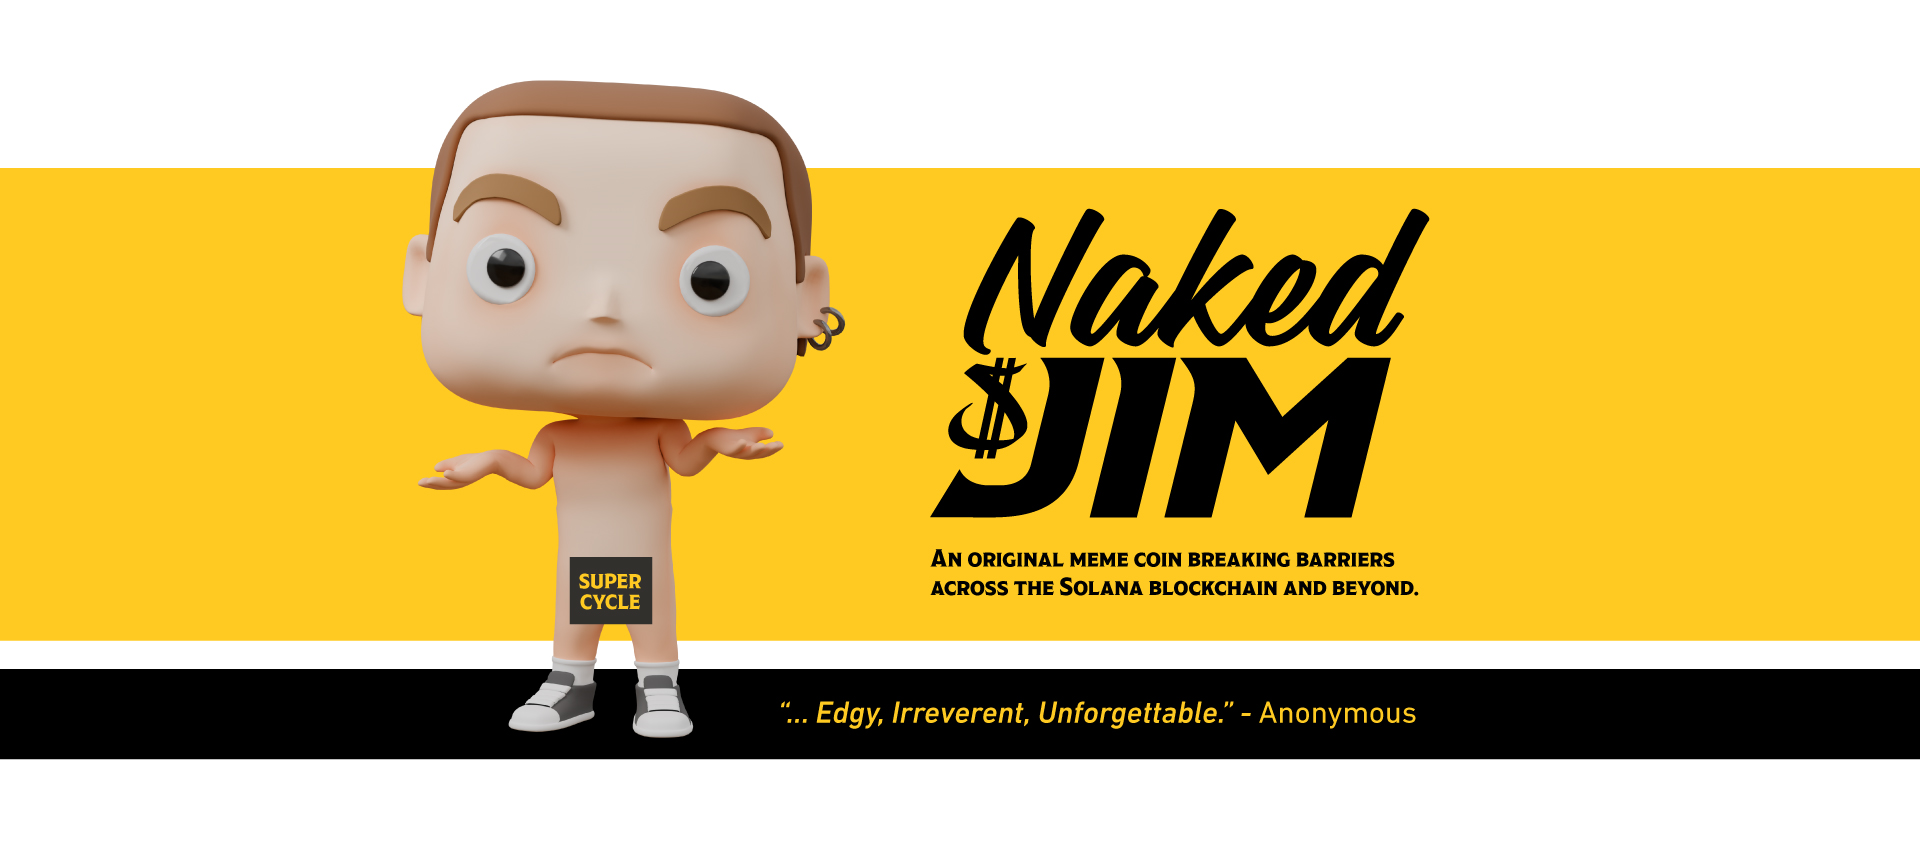 Naked
$JIM
An original meme coin breaking barriers
across the Solana blockchain and beyond.
SUPER
CYCLE
“... Edgy, Irreverent, Unforgettable.” - Anonymous